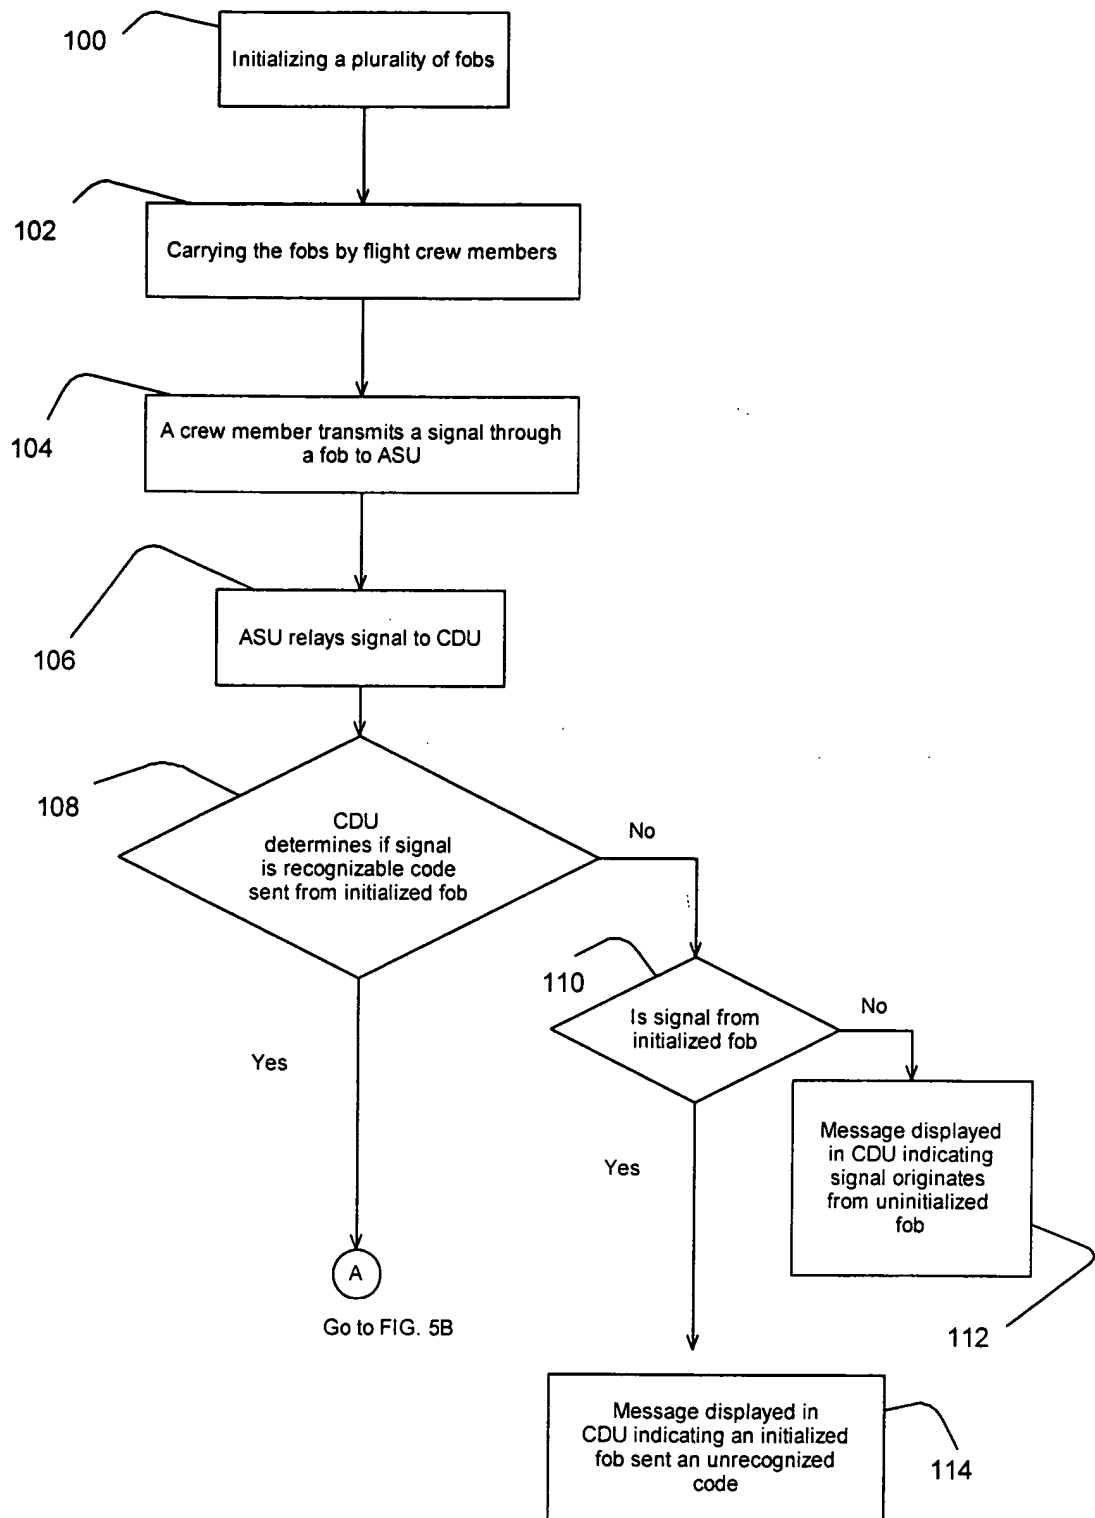 100
Initializing a plurality of fobs
102
Carrying the fobs by flight crew members
104
A crew member transmits a signal through
a fob to ASU
106
ASU relays signal to CDU
108
CDU
determines if signal
is recognizable code
sent from initialized fob
No
Yes
110
Is signal from
initialized fob
No
Yes
Message displayed
in CDU indicating
signal originates
from uninitialized
fob
112
A
Go to FIG. 5B
Message displayed in
CDU indicating an initialized
fob sent an unrecognized
code
114